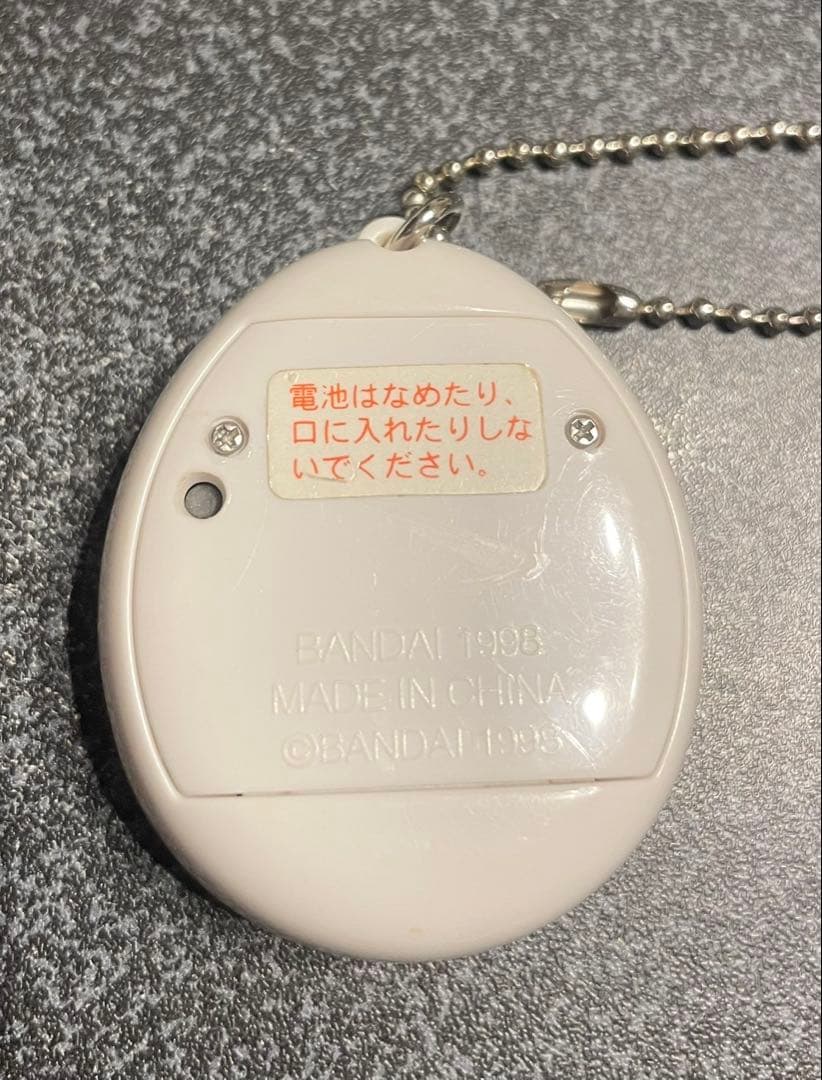 電池はなめたり、
口に入れたりしな
いでください。
BANDAI 1998
MADE IN CHINA
©BANDAI 1998